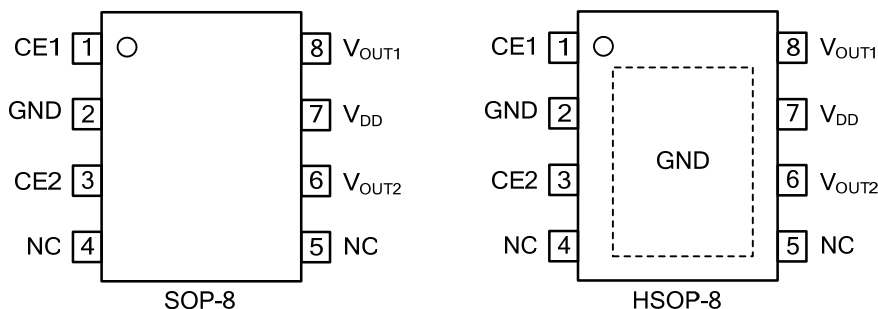 CE1 1 8 VOUT1
GND 2 7 VDD
CE2 3 6 VOUT2
NC 4 5 NC
SOP-8
CE1 1 8 VOUT1
GND 2 7 VDD
GND
CE2 3 6 VOUT2
NC 4 5 NC
HSOP-8